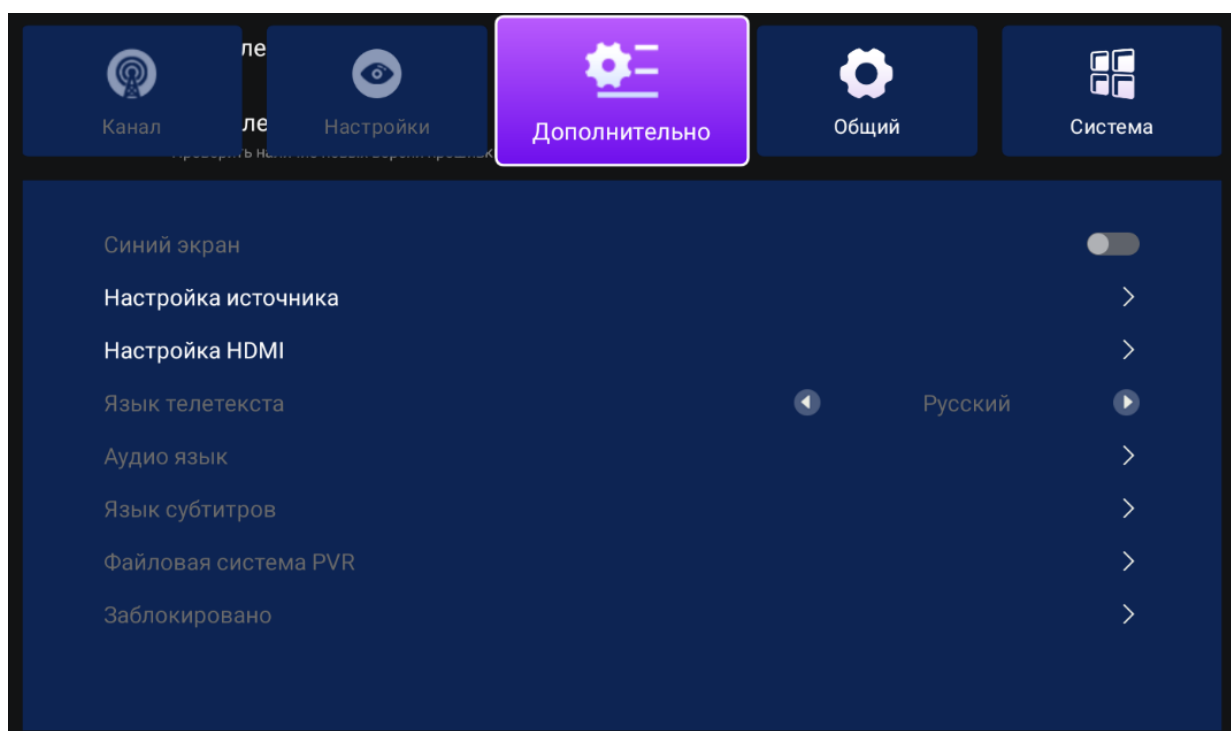 Канал
Настройки
Дополнительно
Общий
Система
Синий экран
Настройка источника
Настройка HDMI
Язык телетекста
Русский
Аудио язык
Язык субтитров
Файловая система PVR
Заблокировано